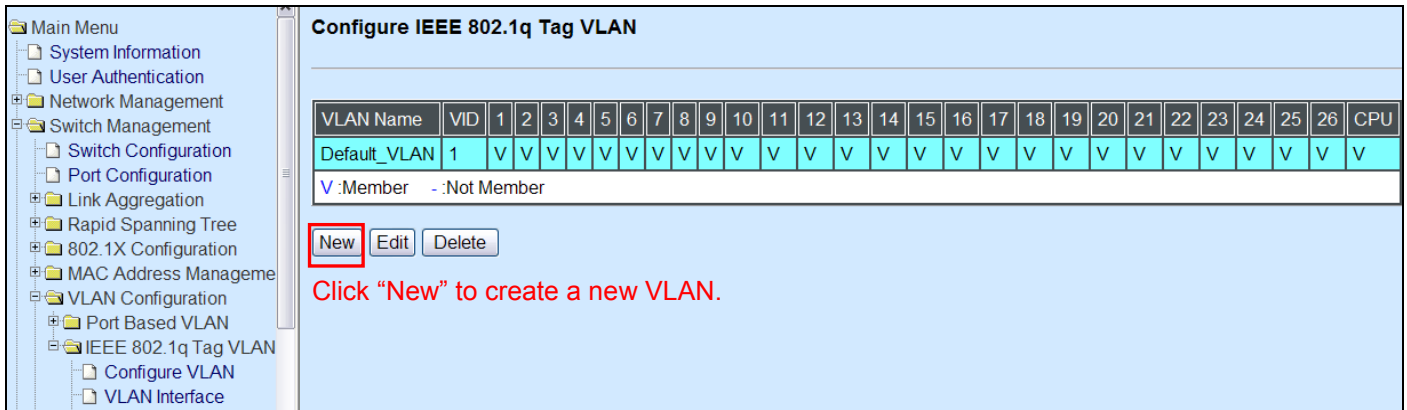 Main Menu
System Information
User Authentication
Network Management
Switch Management
Switch Configuration
Port Configuration
Link Aggregation
Rapid Spanning Tree
802.1X Configuration
MAC Address Manageme
VLAN Configuration
Port Based VLAN
IEEE 802.1q Tag VLAN
Configure VLAN
VLAN Interface
Configure IEEE 802.1q Tag VLAN
VLAN Name VID 1 2 3 4 5 6 7 8 9 10 11 12 13 14 15 16 17 18 19 20 21 22 23 24 25 26 CPU
Default_VLAN 1 V V V V V V V V V V V V V V V V V V V V V V V V V V V
V :Member - :Not Member
New Edit Delete
Click “New” to create a new VLAN.